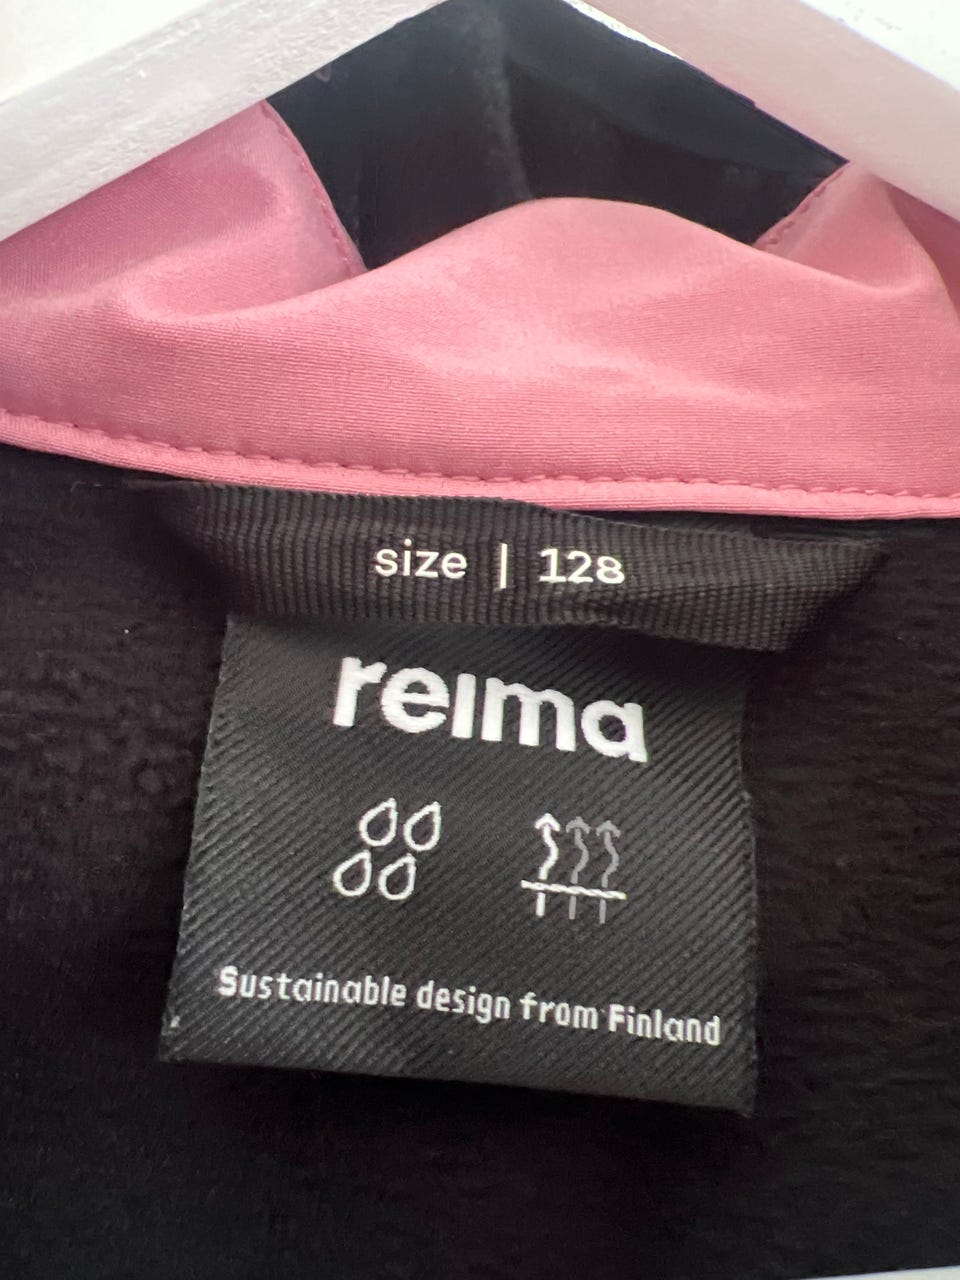 size | 128
reima
Sustainable design from Finland